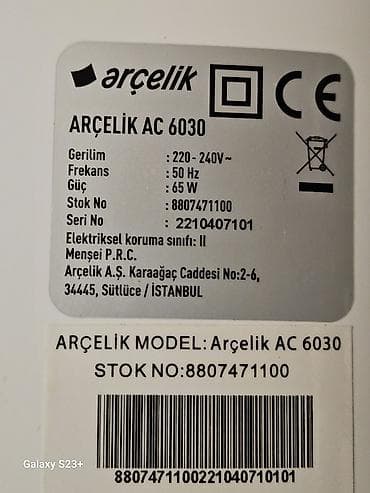 arçelik
CE
ARÇELİK AC 6030
Gerilim : 220 - 240V~
Frekans : 50 Hz
Güç : 65 W
Stok No : 8807471100
Seri No : 2210407101
Elektriksel koruma sınıfı: II
Menşei P.R.C.
Arçelik A.Ş. Karaağaç Caddesi No:2-6,
34445, Sütlüce / İSTANBUL
ARÇELİK MODEL: Arçelik AC 6030
STOK NO:8807471100
8807471100221040710101
Galaxy S23+